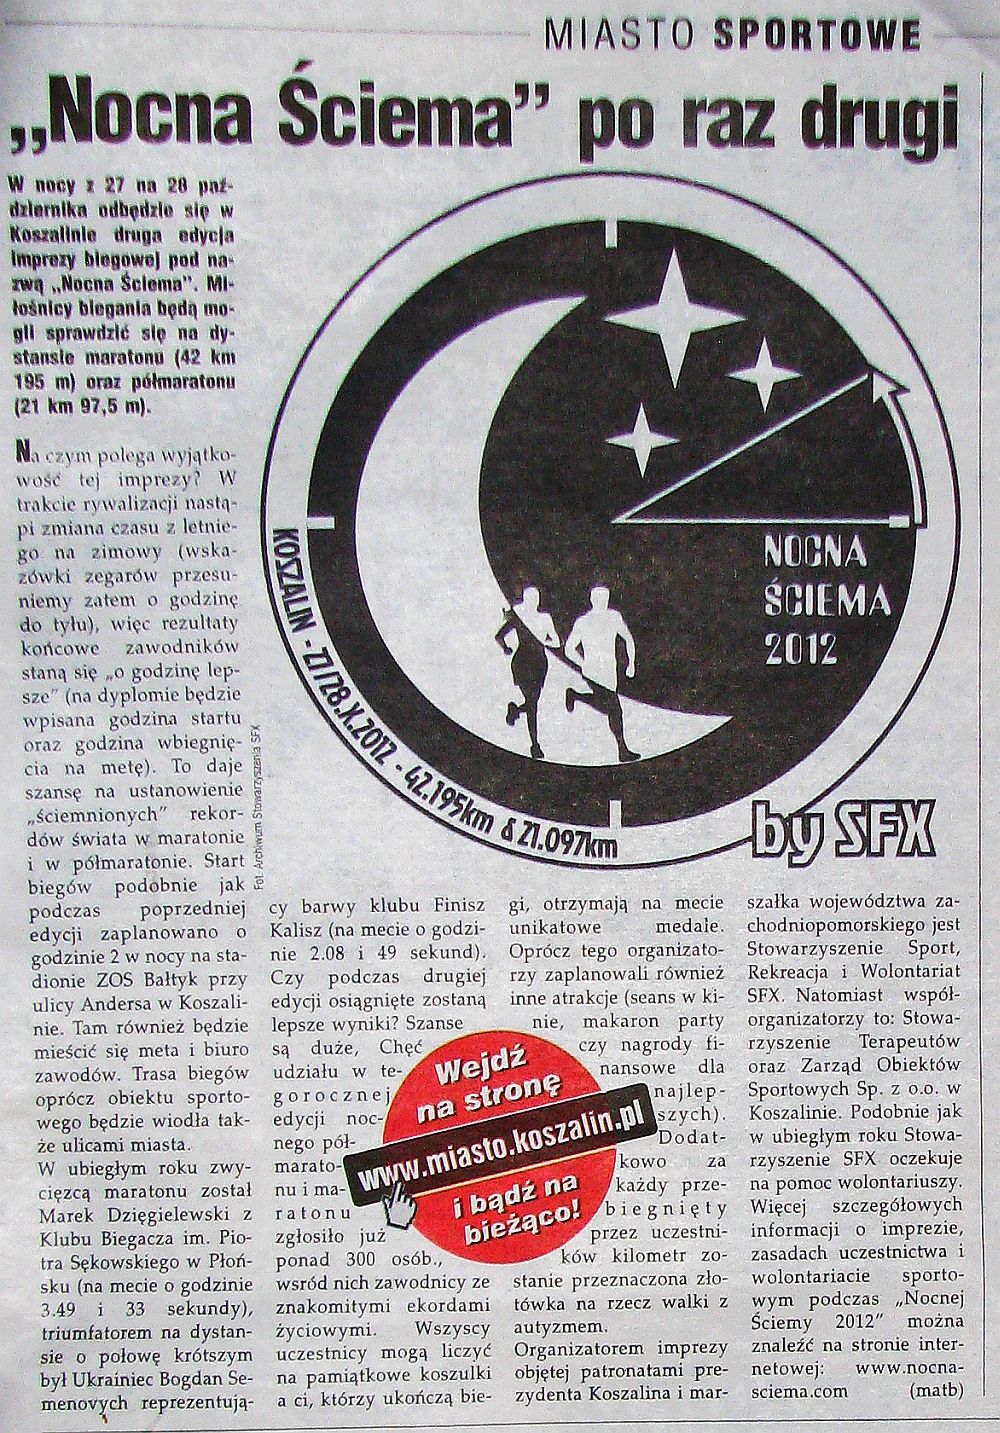 MIASTO SPORTOWE
„Nocna Ściema” po raz drugi
W nocy z 27 na 28 paź-
dziernika odbędzie się w
Koszalinie druga edycja
imprezy biegowej pod na-
zwą „Nocna Ściema”. Mi-
łośnicy biegania będą mo-
gli sprawdzić się na dy-
stansie maratonu (42 km
195 m) oraz półmaratonu
(21 km 97,5 m).
Na czym polega wyjątko-
wość tej imprezy? W
trakcie rywalizacji nastą-
pi zmiana czasu z letnie-
go na zimowy (wska-
zówki zegarów przesu-
niemy zatem o godzinę
do tyłu), więc rezultaty
końcowe zawodników
staną się „o godzinę lep-
sze” (na dyplomie będzie
wpisana godzina startu
oraz godzina wbiegnię-
cia na metę). To daje
szansę na ustanowienie
„ściemnionych” rekor-
dów świata w maratonie
i w półmaratonie. Start
biegów podobnie jak
podczas poprzedniej
edycji zaplanowano o
godzinie 2 w nocy na sta-
dionie ZOS Bałtyk przy
ulicy Andersa w Koszali-
nie. Tam również będzie
mieścić się meta i biuro
zawodów. Trasa biegów
oprócz obiektu sporto-
wego będzie wiodła tak-
że ulicami miasta.
W ubiegłym roku zwy-
cięzcą maratonu został
Marek Dzięgielewski z
Klubu Biegacza im. Pio-
tra Sękowskiego w Płoń-
sku (na mecie o godzinie
3.49 i 33 sekundy),
triumfatorem na dystan-
sie o połowę krótszym
był Ukrainiec Bogdan Se-
menovych reprezentują-
NOCNA
ŚCIEMA
2012
KOSZALIN - 27/28.X.2012 - 42.195km & 21.097km
by SFX
Fot. Archiwum Stowarzyszenia SFX
cy barwy klubu Finisz
Kalisz (na mecie o godzi-
nie 2.08 i 49 sekund).
Czy podczas drugiej
edycji osiągnięte zostaną
lepsze wyniki? Szanse
są duże, Chęć
udziału w te-
gorocznej
edycji noc-
nego pół-
marato-
nu i ma-
ratonu
zgłosiło już
ponad 300 osób.,
wsród nich zawodnicy ze
znakomitymi ekordami
życiowymi. Wszyscy
uczestnicy mogą liczyć
na pamiątkowe koszulki
a ci, którzy ukończą bie-
Wejdź
na stronę
www.miasto.koszalin.pl
i bądź na
bieżąco!
gi, otrzymają na mecie
unikatowe medale.
Oprócz tego organizato-
rzy zaplanowali również
inne atrakcje (seans w ki-
nie, makaron party
czy nagrody fi-
nansowe dla
najlep-
szych).
Dodat-
kowo za
każdy prze-
biegnięty
przez uczestni-
ków kilometr zo-
stanie przeznaczona zło-
tówka na rzecz walki z
autyzmem.
Organizatorem imprezy
objętej patronatami pre-
zydenta Koszalina i mar-
szałka województwa za-
chodniopomorskiego jest
Stowarzyszenie Sport,
Rekreacja i Wolontariat
SFX. Natomiast współ-
organizatorzy to: Stowa-
rzyszenie Terapeutów
oraz Zarząd Obiektów
Sportowych Sp. z o.o. w
Koszalinie. Podobnie jak
w ubiegłym roku Stowa-
rzyszenie SFX oczekuje
na pomoc wolontariuszy.
Więcej szczegółowych
informacji o imprezie,
zasadach uczestnictwa i
wolontariacie sporto-
wym podczas „Nocnej
Ściemy 2012” można
znaleźć na stronie inter-
netowej: www.nocna-
sciema.com (matb)